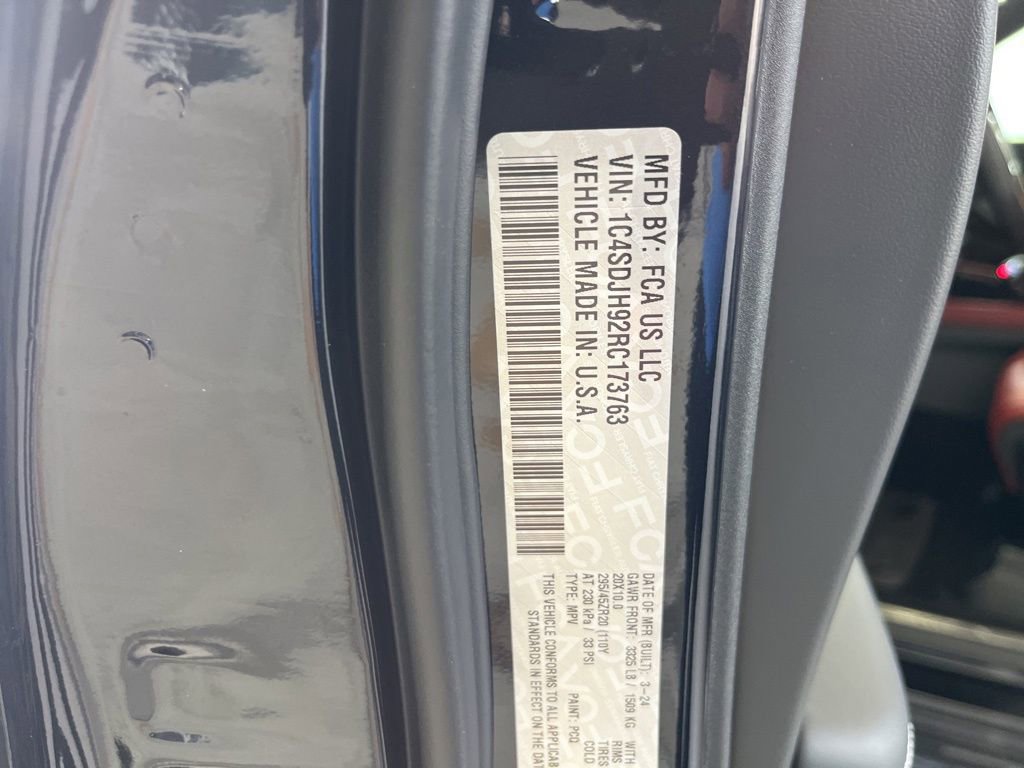 MFD BY: FCA US LLC
VIN: 1C4SDJH92RC173763
VEHICLE MADE IN: U.S.A.
DATE OF MFR (BUILT): 3-24
GAWR FRONT: 3325 LB / 1509 KG WITH
20X10.0 RIMS
295/45ZR20 (110Y) TIRES
AT 230 kPa / 33 PSI COLD
TYPE: MPV PAINT: PCQ
THIS VEHICLE CONFORMS TO ALL APPLICAB
STANDARDS IN EFFECT ON THE DAT